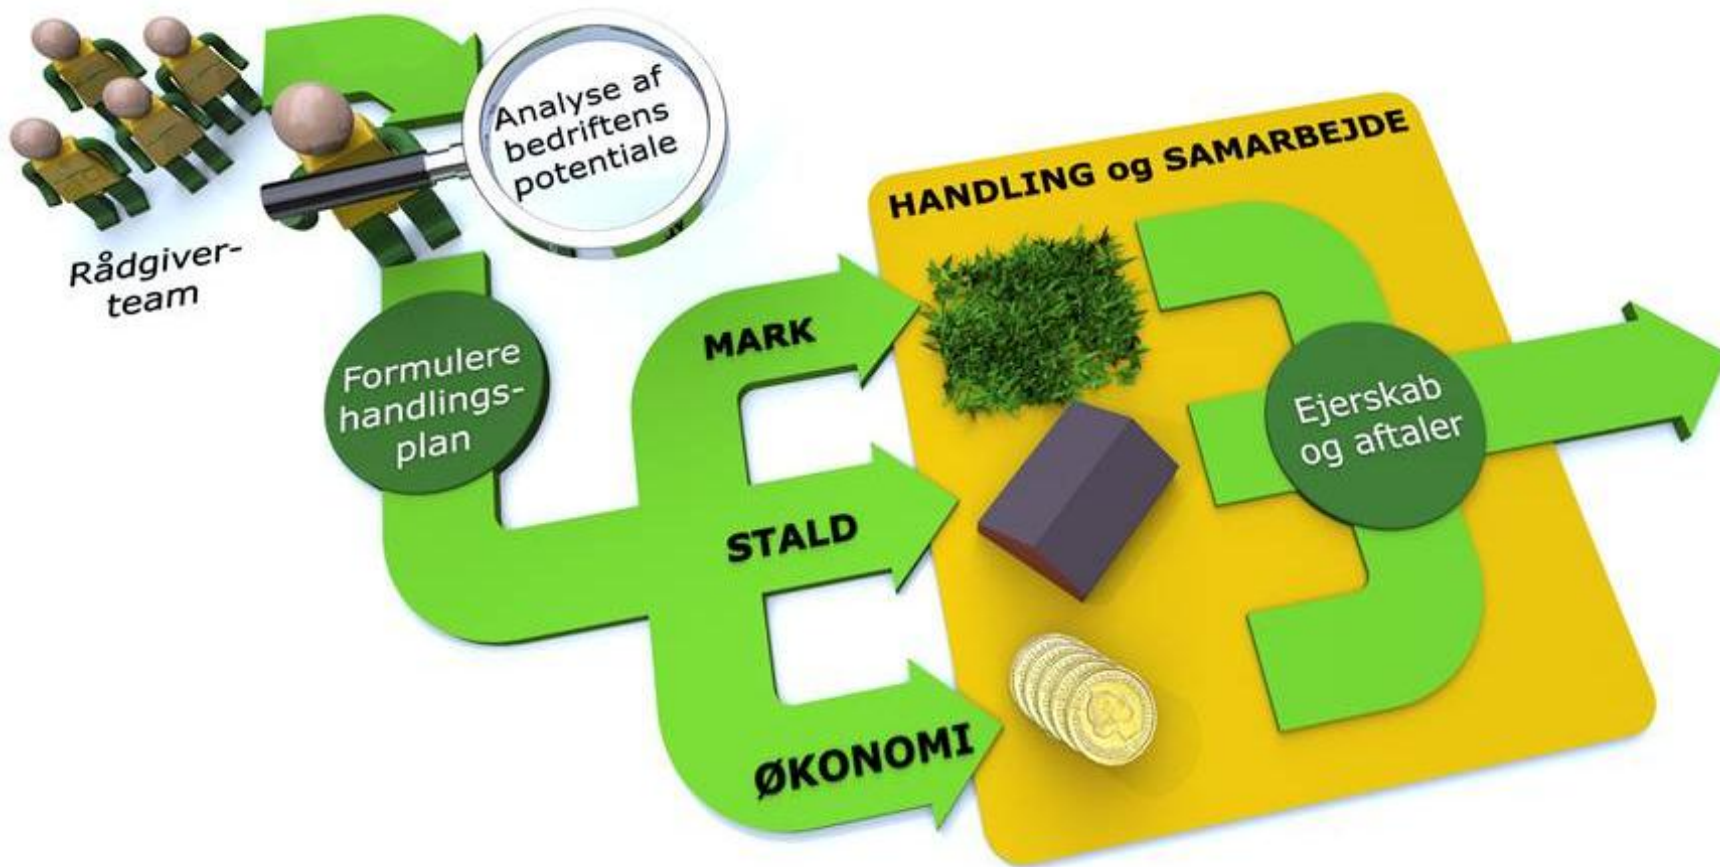 Rådgiver-
team
Analyse af
bedriftens
potentiale
Formulere
handlings-
plan
MARK
STALD
ØKONOMI
HANDLING og SAMARBEJDE
Ejerskab
og aftaler